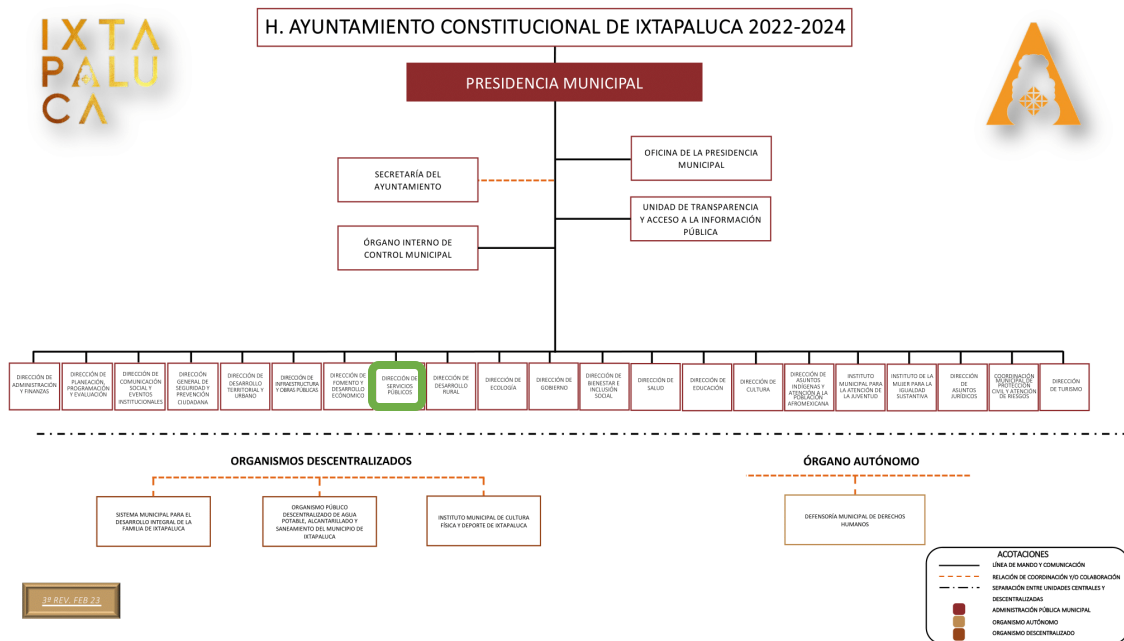 IXTA
PALU
CA
H. AYUNTAMIENTO CONSTITUCIONAL DE IXTAPALUCA 2022-2024
PRESIDENCIA MUNICIPAL
OFICINA DE LA PRESIDENCIA
MUNICIPAL
SECRETARÍA DEL
AYUNTAMIENTO
UNIDAD DE TRANSPARENCIA
Y ACCESO A LA INFORMACIÓN
PÚBLICA
ÓRGANO INTERNO DE
CONTROL MUNICIPAL
DIRECCIÓN DE
ADMINISTRACIÓN
Y FINANZAS
DIRECCIÓN DE
PLANEACIÓN,
PROGRAMACIÓN
Y EVALUACIÓN
DIRECCIÓN DE
COMUNICACIÓN
SOCIAL Y
EVENTOS
INSTITUCIONALES
DIRECCIÓN
GENERAL DE
SEGURIDAD Y
PREVENCIÓN
CIUDADANA
DIRECCIÓN DE
DESARROLLO
TERRITORIAL Y
URBANO
DIRECCIÓN DE
INFRAESTRUCTURA
Y OBRAS PÚBLICAS
DIRECCIÓN DE
FOMENTO Y
DESARROLLO
ECONÓMICO
DIRECCIÓN DE
SERVICIOS
PÚBLICOS
DIRECCIÓN DE
DESARROLLO
RURAL
DIRECCIÓN DE
ECOLOGÍA
DIRECCIÓN DE
GOBIERNO
DIRECCIÓN DE
BIENESTAR E
INCLUSIÓN
SOCIAL
DIRECCIÓN DE
SALUD
DIRECCIÓN DE
EDUCACIÓN
DIRECCIÓN DE
CULTURA
DIRECCIÓN DE
ASUNTOS
INDÍGENAS Y
ATENCIÓN A LA
POBLACIÓN
AFROMEXICANA
INSTITUTO
MUNICIPAL PARA
LA ATENCIÓN DE
LA JUVENTUD
INSTITUTO DE LA
MUJER PARA LA
IGUALDAD
SUSTANTIVA
DIRECCIÓN
DE
ASUNTOS
JURÍDICOS
COORDINACIÓN
MUNICIPAL DE
PROTECCIÓN
CIVIL Y ATENCIÓN
DE RIESGOS
DIRECCIÓN
DE TURISMO
ORGANISMOS DESCENTRALIZADOS
SISTEMA MUNICIPAL PARA EL
DESARROLLO INTEGRAL DE LA
FAMILIA DE IXTAPALUCA
ORGANISMO PÚBLICO
DESCENTRALIZADO DE AGUA
POTABLE, ALCANTARILLADO Y
SANEAMIENTO DEL MUNICIPIO DE
IXTAPALUCA
INSTITUTO MUNICIPAL DE CULTURA
FÍSICA Y DEPORTE DE IXTAPALUCA
ÓRGANO AUTÓNOMO
DEFENSORÍA MUNICIPAL DE DERECHOS
HUMANOS
3ª REV. FEB 23
ACOTACIONES
LÍNEA DE MANDO Y COMUNICACIÓN
RELACIÓN DE COORDINACIÓN Y/O COLABORACIÓN
SEPARACIÓN ENTRE UNIDADES CENTRALES Y
DESCENTRALIZADAS
ADMINISTRACIÓN PÚBLICA MUNICIPAL
ORGANISMO AUTÓNOMO
ORGANISMO DESCENTRALIZADO